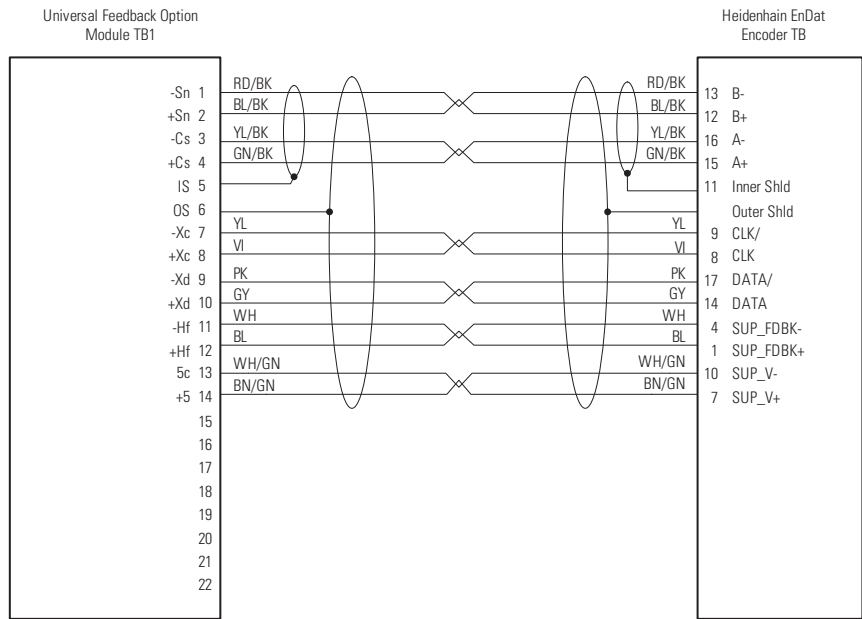 Universal Feedback Option
Module TB1
Heidenhain EnDat
Encoder TB
-Sn 1 RD/BK RD/BK 13 B-
+Sn 2 BL/BK BL/BK 12 B+
-Cs 3 YL/BK YL/BK 16 A-
+Cs 4 GN/BK GN/BK 15 A+
IS 5 11 Inner Shld
OS 6 Outer Shld
-Xc 7 YL YL 9 CLK/
+Xc 8 VI VI 8 CLK
-Xd 9 PK PK 17 DATA/
+Xd 10 GY GY 14 DATA
-Hf 11 WH WH 4 SUP_FDBK-
+Hf 12 BL BL 1 SUP_FDBK+
5c 13 WH/GN WH/GN 10 SUP_V-
+5 14 BN/GN BN/GN 7 SUP_V+
15
16
17
18
19
20
21
22